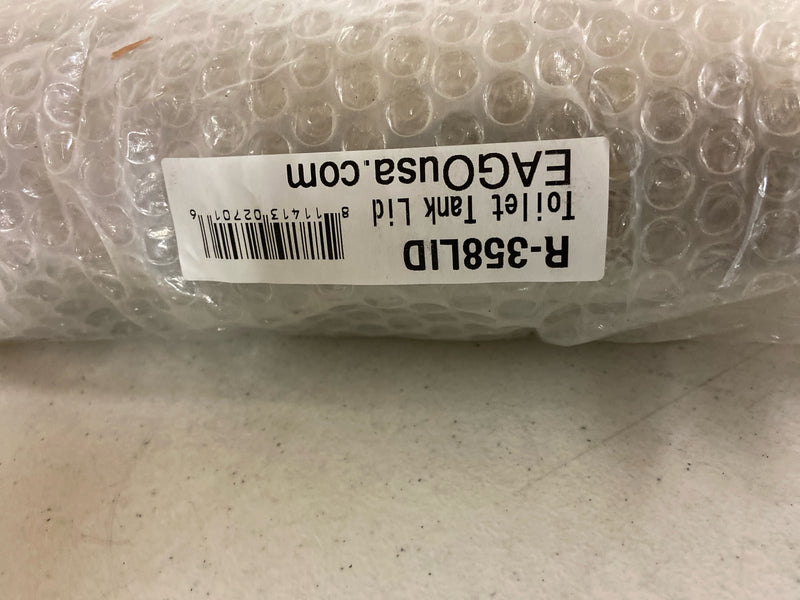 R-358LID
Toilet Tank Lid
EAGOusa.com
8 11413 02701 6